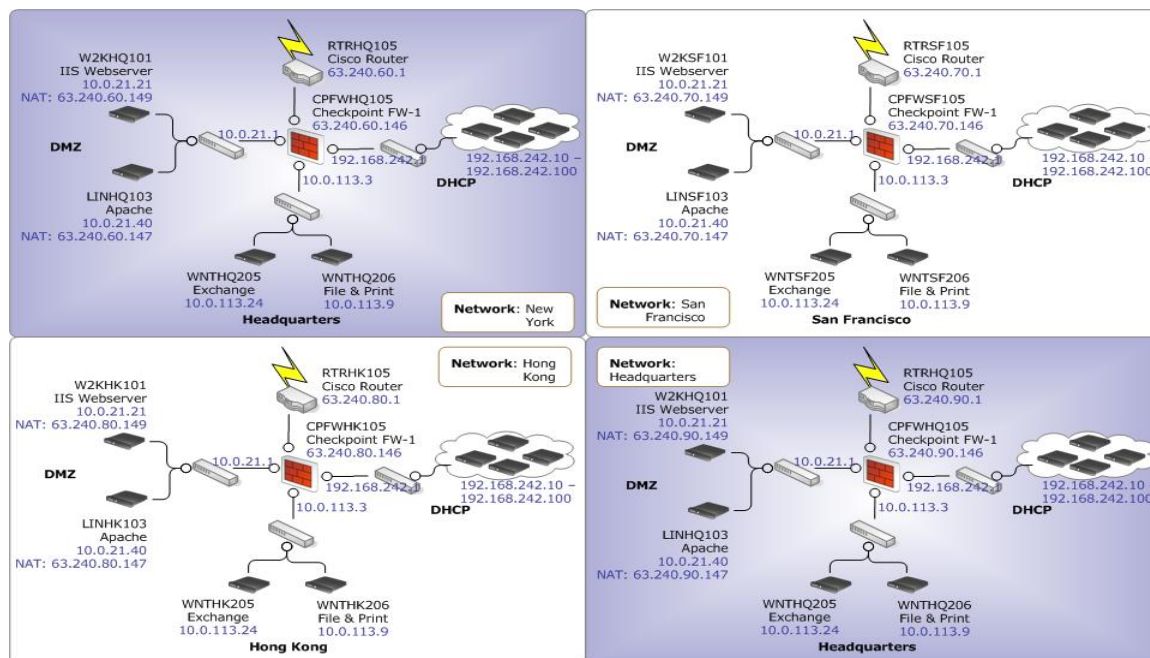 RTRHQ105
Cisco Router
63.240.60.1
W2KHQ101
IIS Webserver
10.0.21.21
NAT: 63.240.60.149
CPFWHQ105
Checkpoint FW-1
63.240.60.146
10.0.21.1
DMZ
192.168.242.1
192.168.242.10 –
192.168.242.100
DHCP
10.0.113.3
LINHQ103
Apache
10.0.21.40
NAT: 63.240.60.147
WNTHQ205
Exchange
10.0.113.24
WNTHQ206
File & Print
10.0.113.9
Headquarters
Network: New
York
RTRSF105
Cisco Router
63.240.70.1
W2KSF101
IIS Webserver
10.0.21.21
NAT: 63.240.70.149
CPFWSF105
Checkpoint FW-1
63.240.70.146
10.0.21.1
DMZ
192.168.242.1
192.168.242.10 –
192.168.242.100
DHCP
10.0.113.3
LINSF103
Apache
10.0.21.40
NAT: 63.240.70.147
WNTSF205
Exchange
10.0.113.24
WNTSF206
File & Print
10.0.113.9
Network: San
Francisco
San Francisco
Network: Hong
Kong
RTRHK105
Cisco Router
63.240.80.1
W2KHK101
IIS Webserver
10.0.21.21
NAT: 63.240.80.149
CPFWHK105
Checkpoint FW-1
63.240.80.146
10.0.21.1
DMZ
192.168.242.1
192.168.242.10 –
192.168.242.100
DHCP
10.0.113.3
LINHK103
Apache
10.0.21.40
NAT: 63.240.80.147
WNTHK205
Exchange
10.0.113.24
WNTHK206
File & Print
10.0.113.9
Hong Kong
Network:
Headquarters
RTRHQ105
Cisco Router
63.240.90.1
W2KHQ101
IIS Webserver
10.0.21.21
NAT: 63.240.90.149
CPFWHQ105
Checkpoint FW-1
63.240.90.146
10.0.21.1
DMZ
192.168.242.1
192.168.242.10 –
192.168.242.100
DHCP
10.0.113.3
LINHQ103
Apache
10.0.21.40
NAT: 63.240.90.147
WNTHQ205
Exchange
10.0.113.24
WNTHQ206
File & Print
10.0.113.9
Headquarters